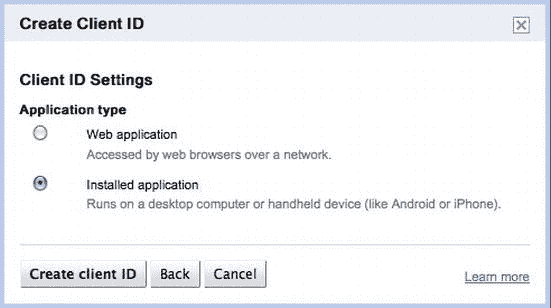 Create Client ID
Client ID Settings
Application type
Web application
Accessed by web browsers over a network.
Installed application
Runs on a desktop computer or handheld device (like Android or iPhone).
Create client ID Back Cancel Learn more